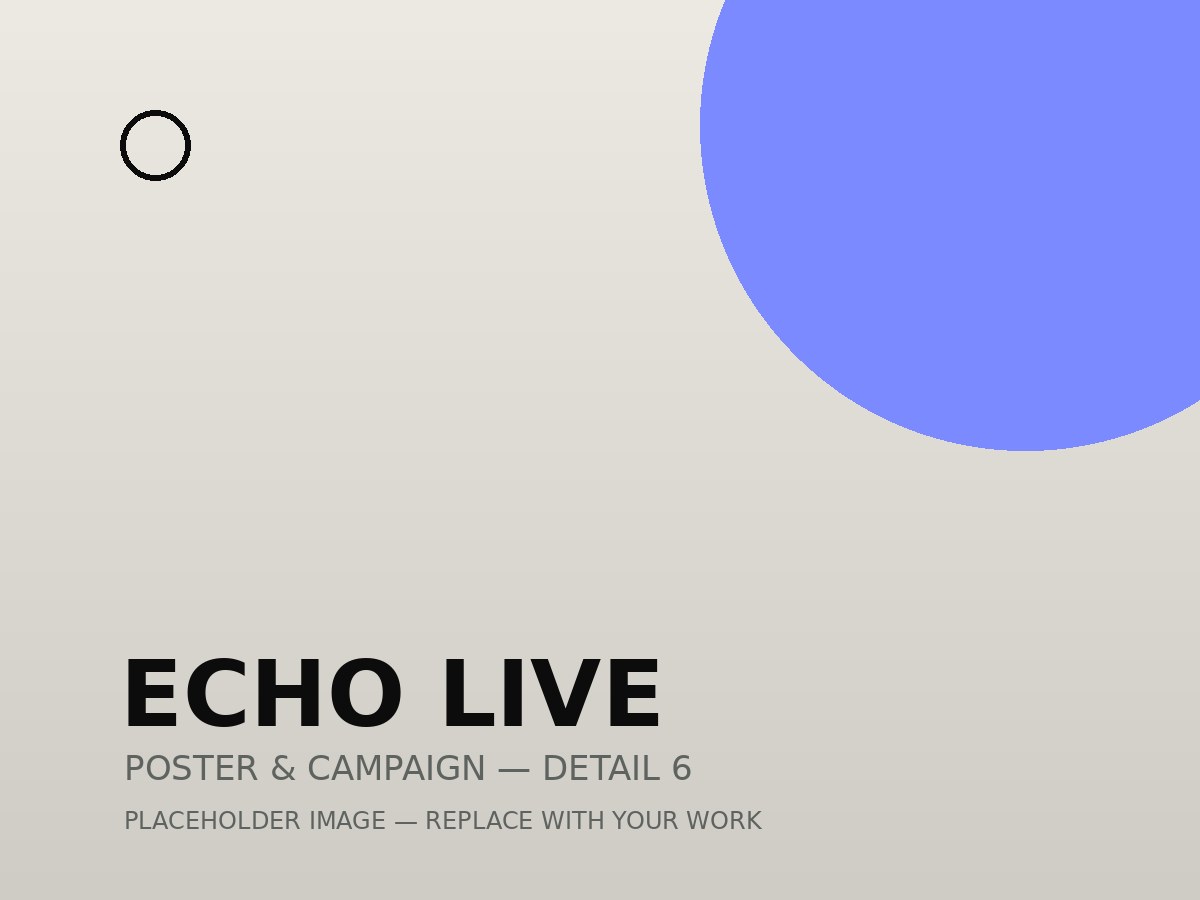 ECHO LIVE
POSTER & CAMPAIGN — DETAIL 6
PLACEHOLDER IMAGE — REPLACE WITH YOUR WORK